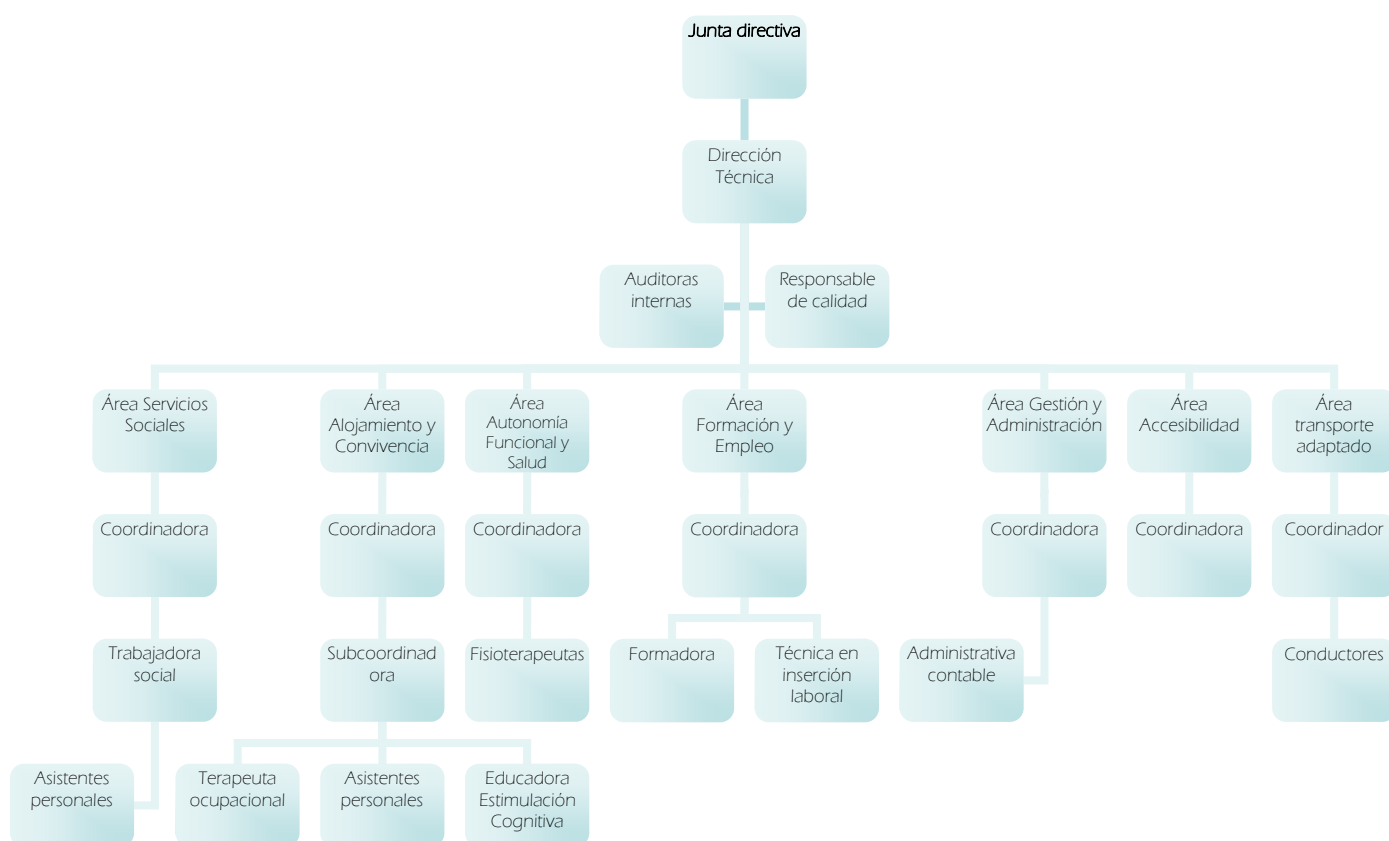 Junta directiva
Dirección
Técnica
Auditoras
internas
Responsable
de calidad
Área Servicios
Sociales
Área
Alojamiento y
Convivencia
Área
Autonomía
Funcional y
Salud
Área
Formación y
Empleo
Área Gestión y
Administración
Área
Accesibilidad
Área
transporte
adaptado
Coordinadora
Coordinadora
Coordinadora
Coordinadora
Coordinadora
Coordinadora
Coordinador
Trabajadora
social
Subcoordinad
ora
Fisioterapeutas
Formadora
Técnica en
inserción
laboral
Administrativa
contable
Conductores
Asistentes
personales
Terapeuta
ocupacional
Asistentes
personales
Educadora
Estimulación
Cognitiva